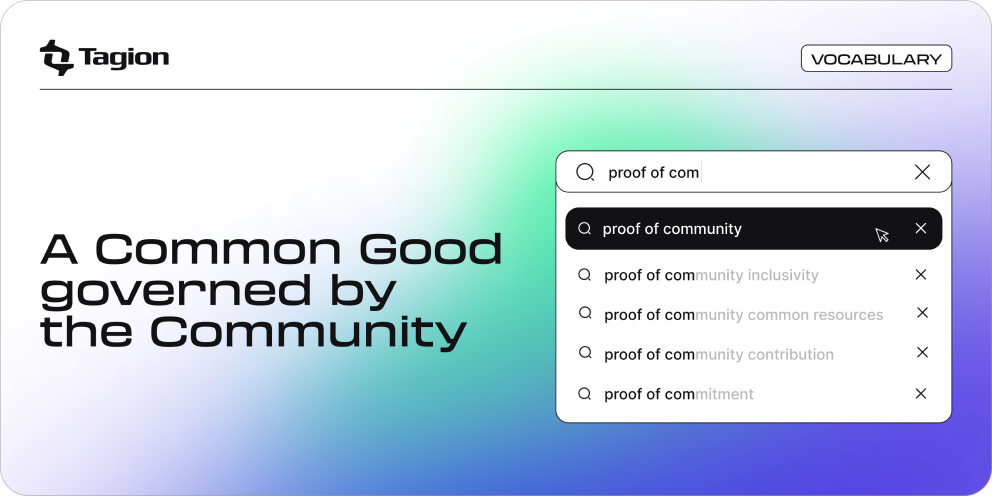 Tagion
VOCABULARY
A Common Good
governed by
the Community
proof of com
proof of community
proof of community inclusivity
proof of community common resources
proof of community contribution
proof of commitment